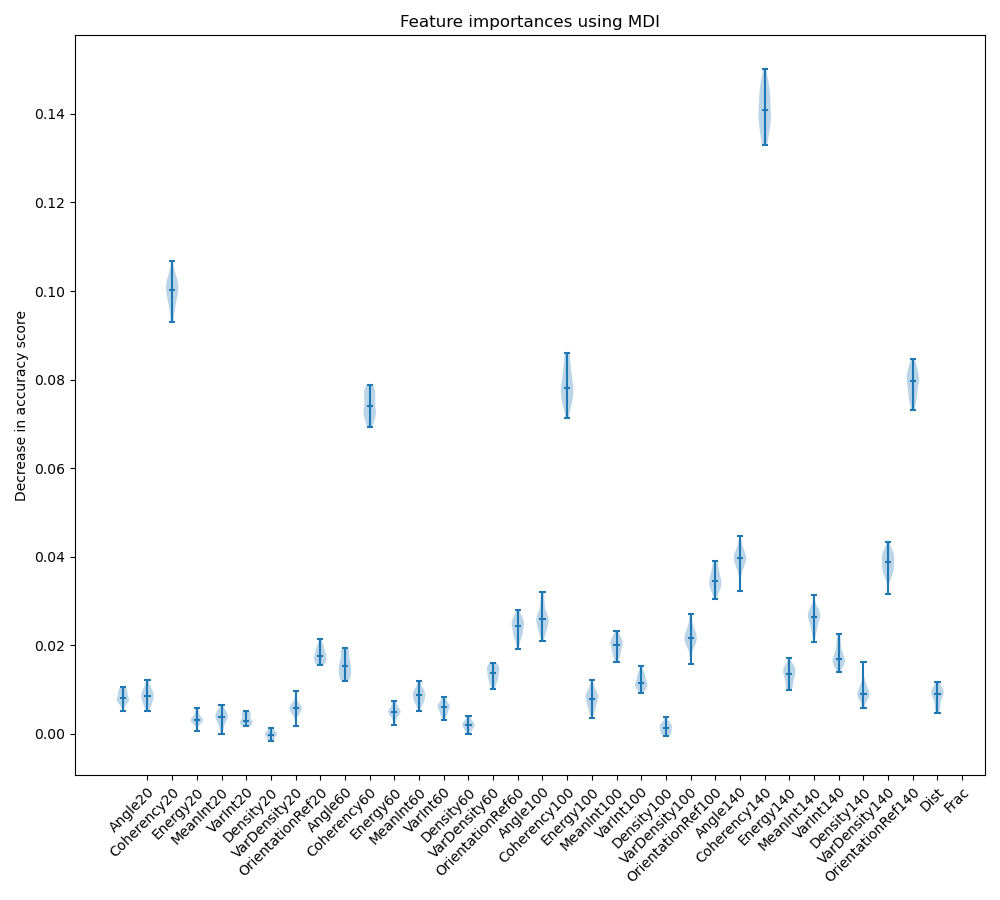 Feature importances using MDI
Decrease in accuracy score
0.14
0.12
0.10
0.08
0.06
0.04
0.02
0.00
Angle20
Coherency20
Energy20
MeanInt20
VarInt20
Density20
VarDensity20
OrientationRef20
Angle60
Coherency60
Energy60
MeanInt60
VarInt60
Density60
VarDensity60
OrientationRef60
Angle100
Coherency100
Energy100
MeanInt100
VarInt100
Density100
VarDensity100
OrientationRef100
Angle140
Coherency140
Energy140
MeanInt140
VarInt140
Density140
VarDensity140
OrientationRef140
Dist
Frac